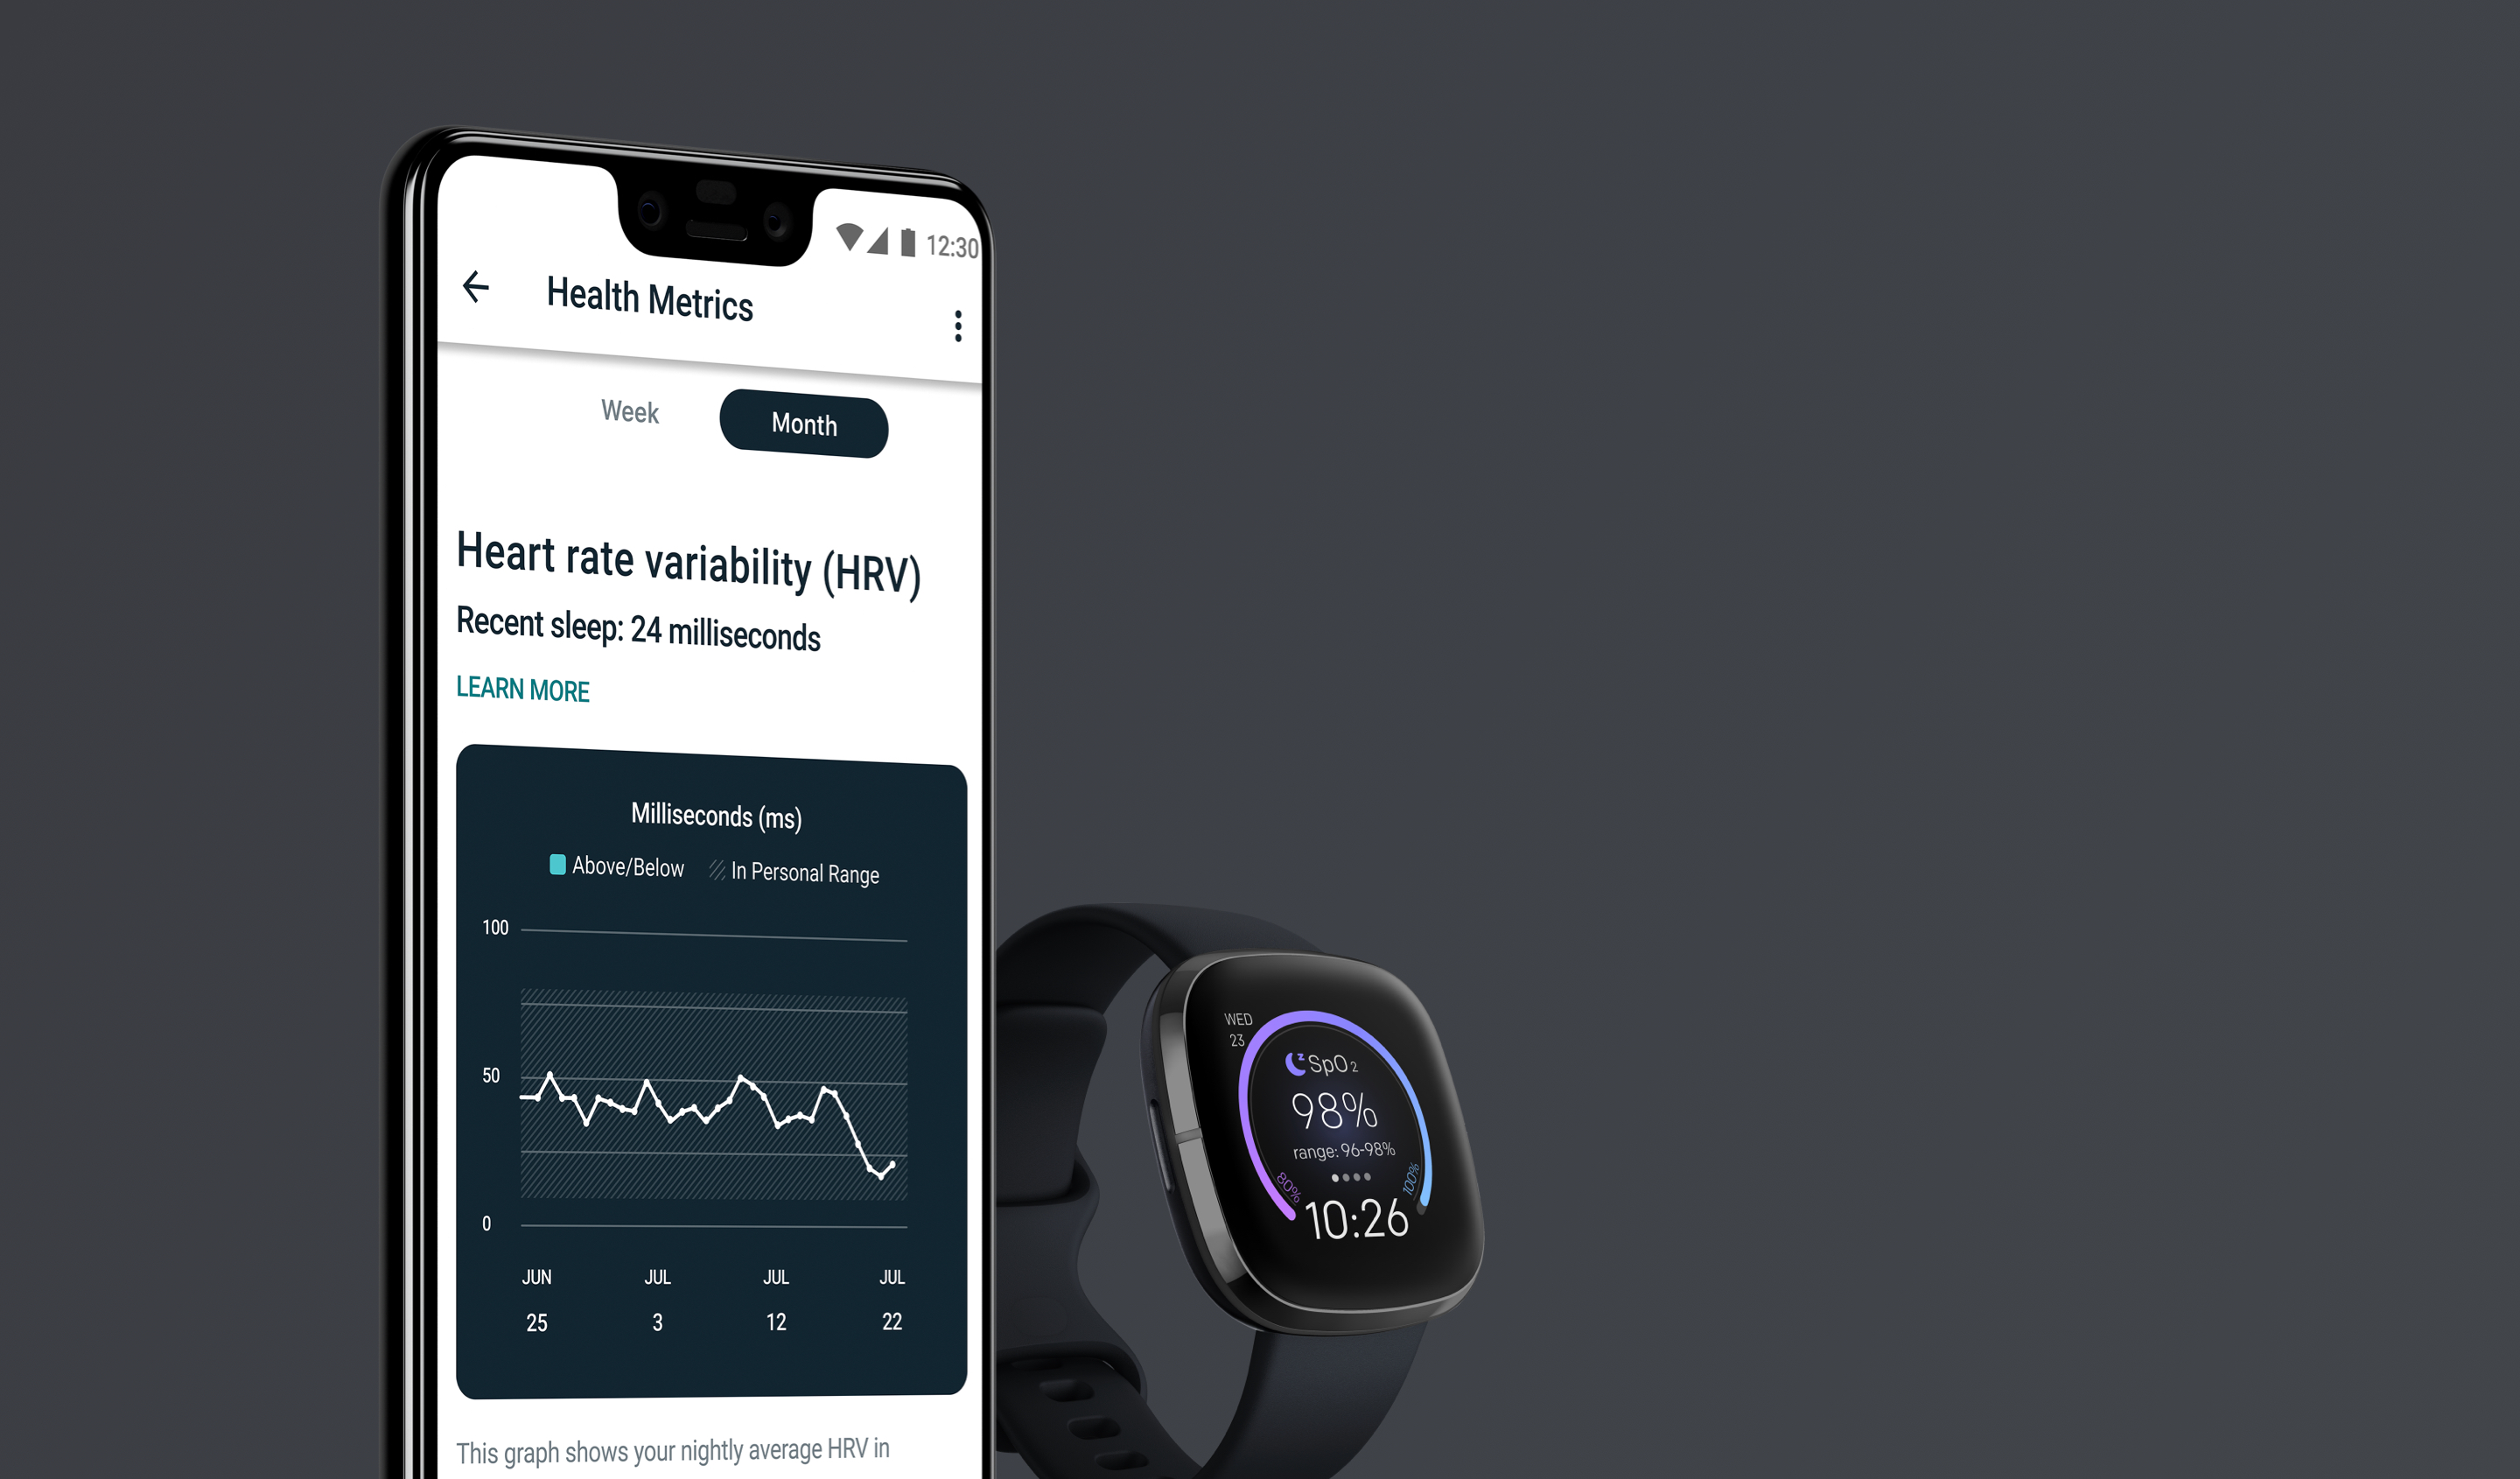 12:30
Health Metrics
Week Month
Heart rate variability (HRV)
Recent sleep: 24 milliseconds
LEARN MORE
Milliseconds (ms)
Above/Below In Personal Range
100
50
0
JUN JUL JUL JUL
25 3 12 22
This graph shows your nightly average HRV in
WED
23
SpO2
98%
range: 96-98%
80% 100%
10:26